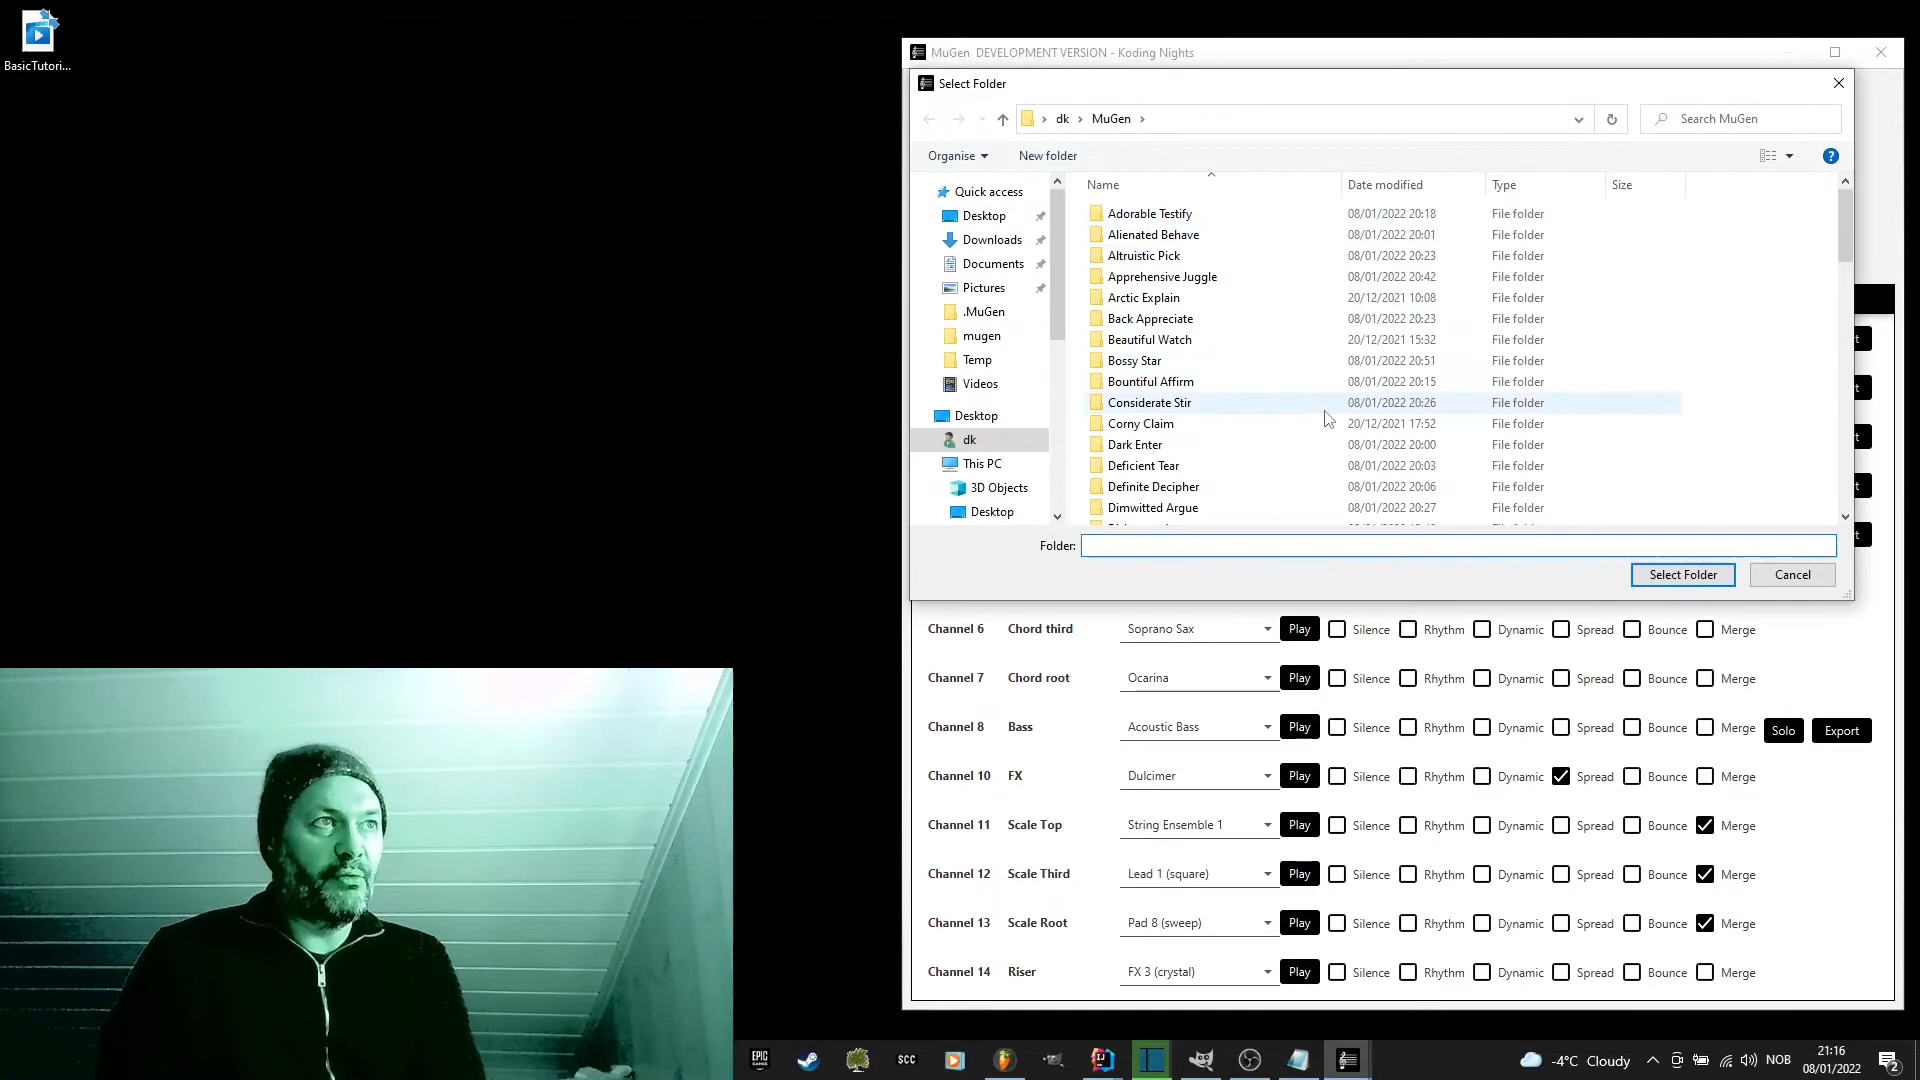 BasicTutori...
MuGen DEVELOPMENT VERSION - Koding Nights
Select Folder
dk › MuGen ›
Search MuGen
Organise
New folder
Name
Date modified
Type
Size
Quick access
Desktop
Downloads
Documents
Pictures
.MuGen
mugen
Temp
Videos
Desktop
dk
This PC
3D Objects
Desktop
Adorable Testify 08/01/2022 20:18 File folder
Alienated Behave 08/01/2022 20:01 File folder
Altruistic Pick 08/01/2022 20:23 File folder
Apprehensive Juggle 08/01/2022 20:42 File folder
Arctic Explain 20/12/2021 10:08 File folder
Back Appreciate 08/01/2022 20:23 File folder
Beautiful Watch 20/12/2021 15:32 File folder
Bossy Star 08/01/2022 20:51 File folder
Bountiful Affirm 08/01/2022 20:15 File folder
Considerate Stir 08/01/2022 20:26 File folder
Corny Claim 20/12/2021 17:52 File folder
Dark Enter 08/01/2022 20:00 File folder
Deficient Tear 08/01/2022 20:03 File folder
Definite Decipher 08/01/2022 20:06 File folder
Dimwitted Argue 08/01/2022 20:27 File folder
Folder:
Select Folder
Cancel
Channel 6 Chord third Soprano Sax Play Silence Rhythm Dynamic Spread Bounce Merge
Channel 7 Chord root Ocarina Play Silence Rhythm Dynamic Spread Bounce Merge
Channel 8 Bass Acoustic Bass Play Silence Rhythm Dynamic Spread Bounce Merge Solo Export
Channel 10 FX Dulcimer Play Silence Rhythm Dynamic Spread Bounce Merge
Channel 11 Scale Top String Ensemble 1 Play Silence Rhythm Dynamic Spread Bounce Merge
Channel 12 Scale Third Lead 1 (square) Play Silence Rhythm Dynamic Spread Bounce Merge
Channel 13 Scale Root Pad 8 (sweep) Play Silence Rhythm Dynamic Spread Bounce Merge
Channel 14 Riser FX 3 (crystal) Play Silence Rhythm Dynamic Spread Bounce Merge
EPIC GAMES
SCC
-4°C Cloudy
NOB
21:16
08/01/2022
2